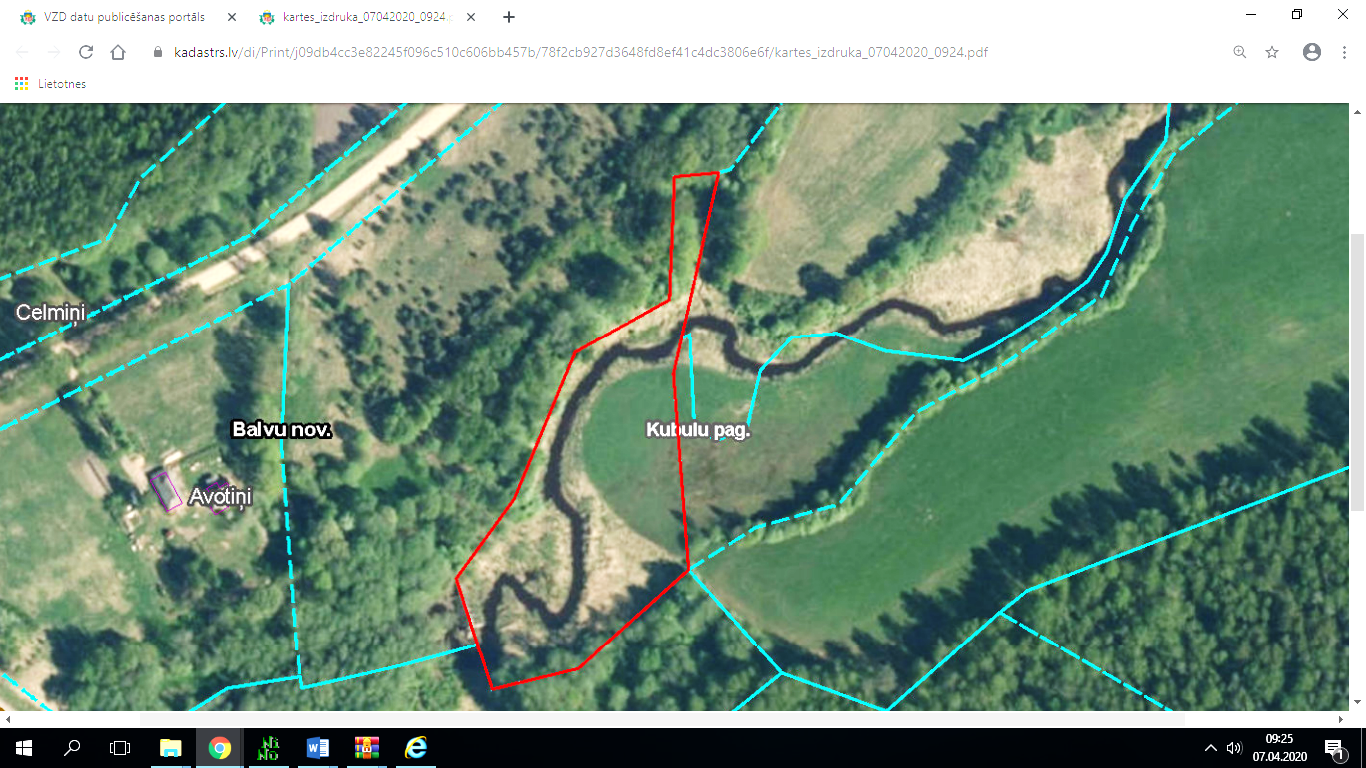 VZD datu publicēšanas portāls
kartes_izdruka_07042020_0924.
kadastrs.lv/di/Print/j09db4cc3e82245f096c510c606bb457b/78f2cb927d3648fd8ef41c4dc3806e6f/kartes_izdruka_07042020_0924.pdf
Lietotnes
Celmiņi
Balvu nov.
Kubulu pag.
Avotiņi
09:25
07.04.2020
1